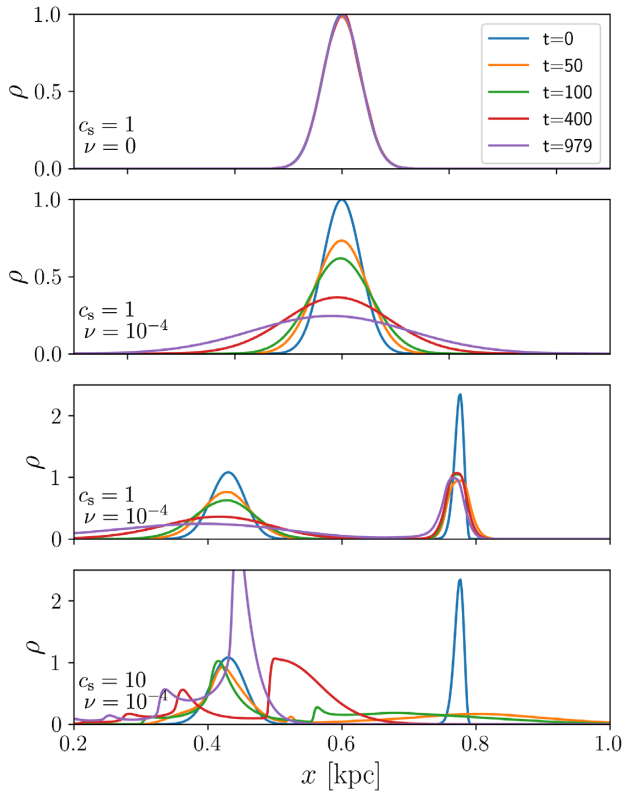 1.0
0.5
0.0
ρ
c_s = 1
ν = 0
t=0
t=50
t=100
t=400
t=979
1.0
0.5
0.0
ρ
c_s = 1
ν = 10⁻⁴
2
1
0
ρ
c_s = 1
ν = 10⁻⁴
2
1
0
ρ
c_s = 10
ν = 10⁻⁴
0.2 0.4 0.6 0.8 1.0
x [kpc]